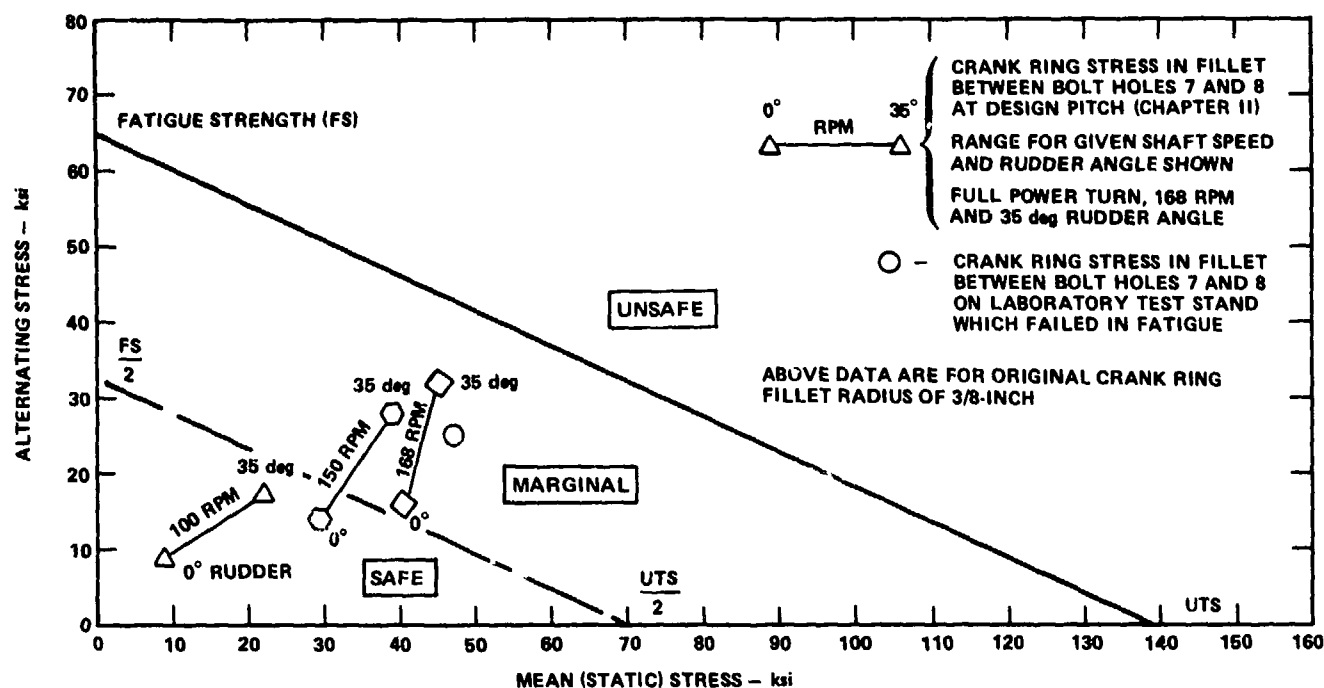 80
70
60
50
40
30
20
10
0
ALTERNATING STRESS – ksi
FATIGUE STRENGTH (FS)
0°
35°
RPM
CRANK RING STRESS IN FILLET
BETWEEN BOLT HOLES 7 AND 8
AT DESIGN PITCH (CHAPTER II)
RANGE FOR GIVEN SHAFT SPEED
AND RUDDER ANGLE SHOWN
FULL POWER TURN, 168 RPM
AND 35 deg RUDDER ANGLE
– CRANK RING STRESS IN FILLET
BETWEEN BOLT HOLES 7 AND 8
ON LABORATORY TEST STAND
WHICH FAILED IN FATIGUE
UNSAFE
ABOVE DATA ARE FOR ORIGINAL CRANK RING
FILLET RADIUS OF 3/8-INCH
FS
2
35 deg
35 deg
35 deg
100 RPM
150 RPM
168 RPM
MARGINAL
0° RUDDER
0°
0°
SAFE
UTS
2
UTS
0 10 20 30 40 50 60 70 80 90 100 110 120 130 140 150 160
MEAN (STATIC) STRESS – ksi